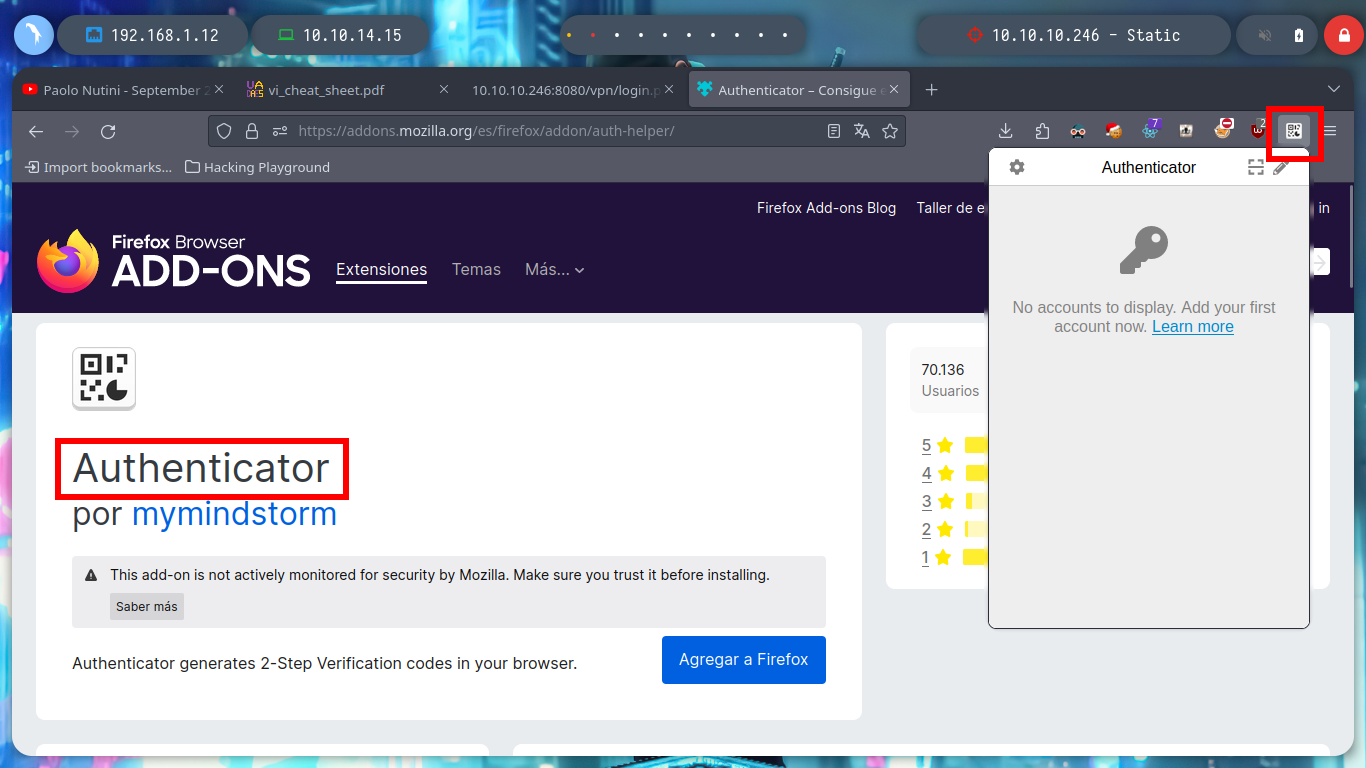 192.168.1.12
10.10.14.15
10.10.10.246 - Static
Paolo Nutini - September 2
vi_cheat_sheet.pdf
10.10.10.246:8080/vpn/login.p
Authenticator – Consigue e
https://addons.mozilla.org/es/firefox/addon/auth-helper/
7
2
Import bookmarks...
Hacking Playground
Authenticator
Firefox Add-ons Blog
Taller de e
in
Firefox Browser
ADD-ONS
Extensiones
Temas
Más...
No accounts to display. Add your first
account now. Learn more
70.136
Usuarios
5
4
3
2
1
Authenticator
por mymindstorm
This add-on is not actively monitored for security by Mozilla. Make sure you trust it before installing.
Saber más
Authenticator generates 2-Step Verification codes in your browser.
Agregar a Firefox